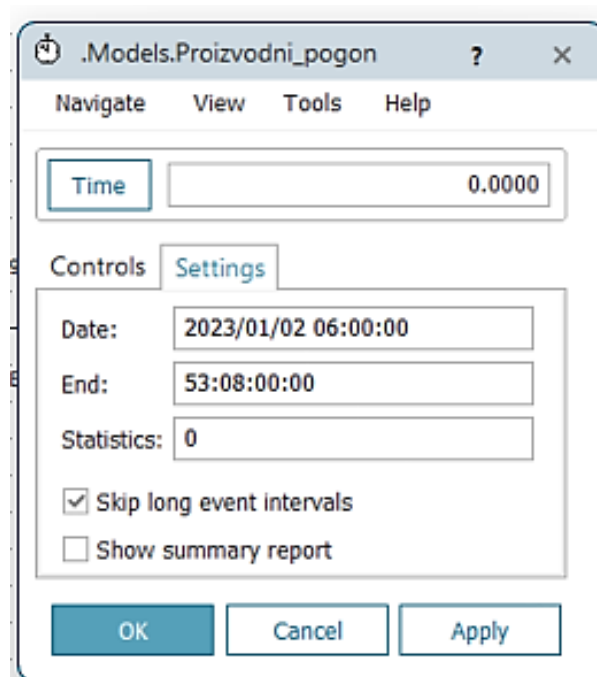 .Models.Proizvodni_pogon ?
Navigate View Tools Help
Time 0.0000
Controls Settings
Date: 2023/01/02 06:00:00
End: 53:08:00:00
Statistics: 0
Skip long event intervals
Show summary report
OK Cancel Apply